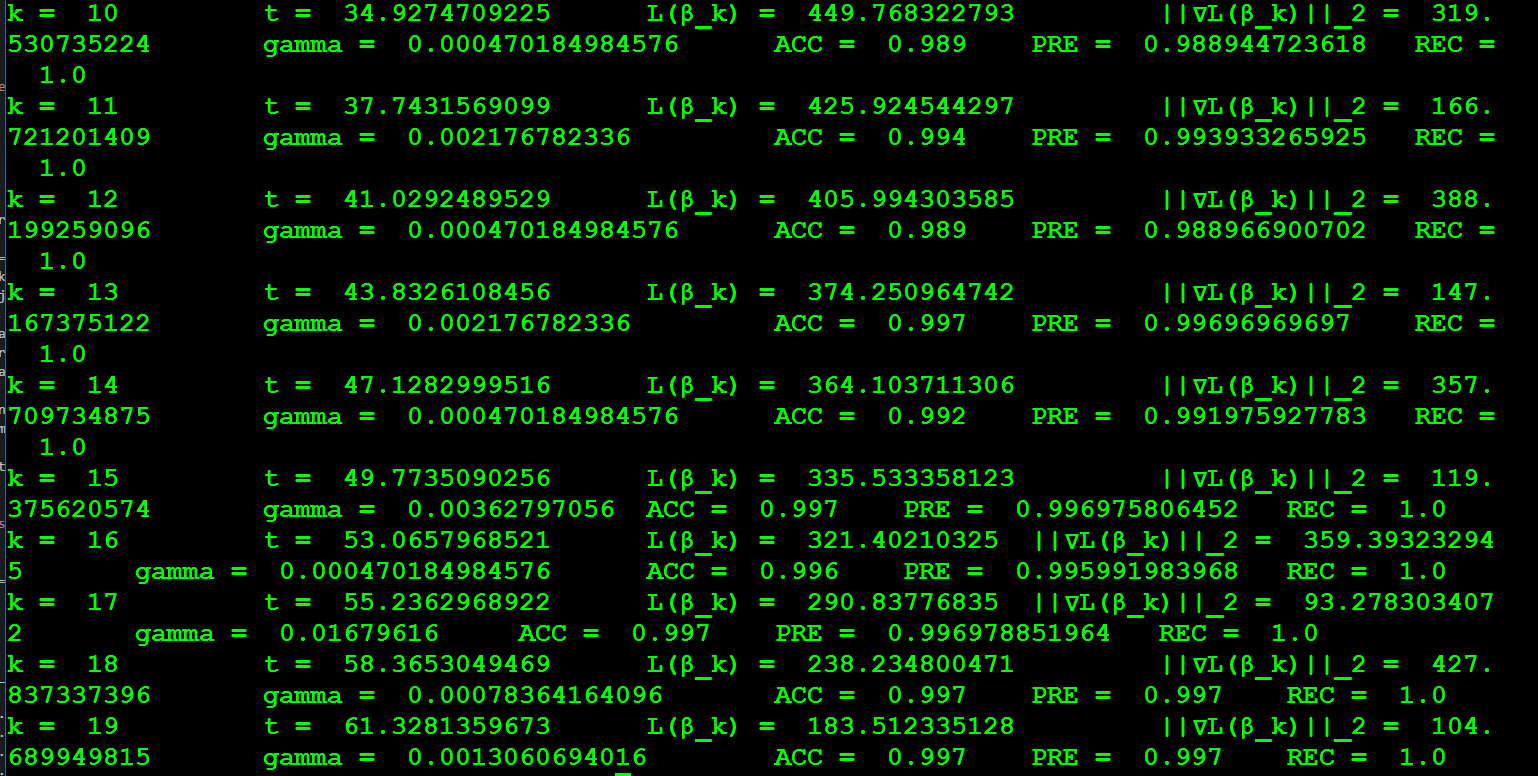 k =  10         t =  34.9274709225      L(β_k) =  449.768322793         ||∇L(β_k)||_2 =  319.
530735224       gamma =  0.000470184984576      ACC =  0.989    PRE =  0.988944723618   REC =
  1.0
k =  11         t =  37.7431569099      L(β_k) =  425.924544297         ||∇L(β_k)||_2 =  166.
721201409       gamma =  0.002176782336         ACC =  0.994    PRE =  0.993933265925   REC =
  1.0
k =  12         t =  41.0292489529      L(β_k) =  405.994303585         ||∇L(β_k)||_2 =  388.
199259096       gamma =  0.000470184984576      ACC =  0.989    PRE =  0.988966900702   REC =
  1.0
k =  13         t =  43.8326108456      L(β_k) =  374.250964742         ||∇L(β_k)||_2 =  147.
167375122       gamma =  0.002176782336         ACC =  0.997    PRE =  0.99696969697    REC =
  1.0
k =  14         t =  47.1282999516      L(β_k) =  364.103711306         ||∇L(β_k)||_2 =  357.
709734875       gamma =  0.000470184984576      ACC =  0.992    PRE =  0.991975927783   REC =
  1.0
k =  15         t =  49.7735090256      L(β_k) =  335.533358123         ||∇L(β_k)||_2 =  119.
375620574       gamma =  0.00362797056  ACC =  0.997    PRE =  0.996975806452   REC =  1.0
k =  16         t =  53.0657968521      L(β_k) =  321.40210325  ||∇L(β_k)||_2 =  359.39323294
5       gamma =  0.000470184984576      ACC =  0.996    PRE =  0.995991983968   REC =  1.0
k =  17         t =  55.2362968922      L(β_k) =  290.83776835  ||∇L(β_k)||_2 =  93.278303407
2       gamma =  0.01679616     ACC =  0.997    PRE =  0.996978851964   REC =  1.0
k =  18         t =  58.3653049469      L(β_k) =  238.234800471         ||∇L(β_k)||_2 =  427.
837337396       gamma =  0.00078364164096       ACC =  0.997    PRE =  0.997    REC =  1.0
k =  19         t =  61.3281359673      L(β_k) =  183.512335128         ||∇L(β_k)||_2 =  104.
689949815       gamma =  0.0013060694016        ACC =  0.997    PRE =  0.997    REC =  1.0